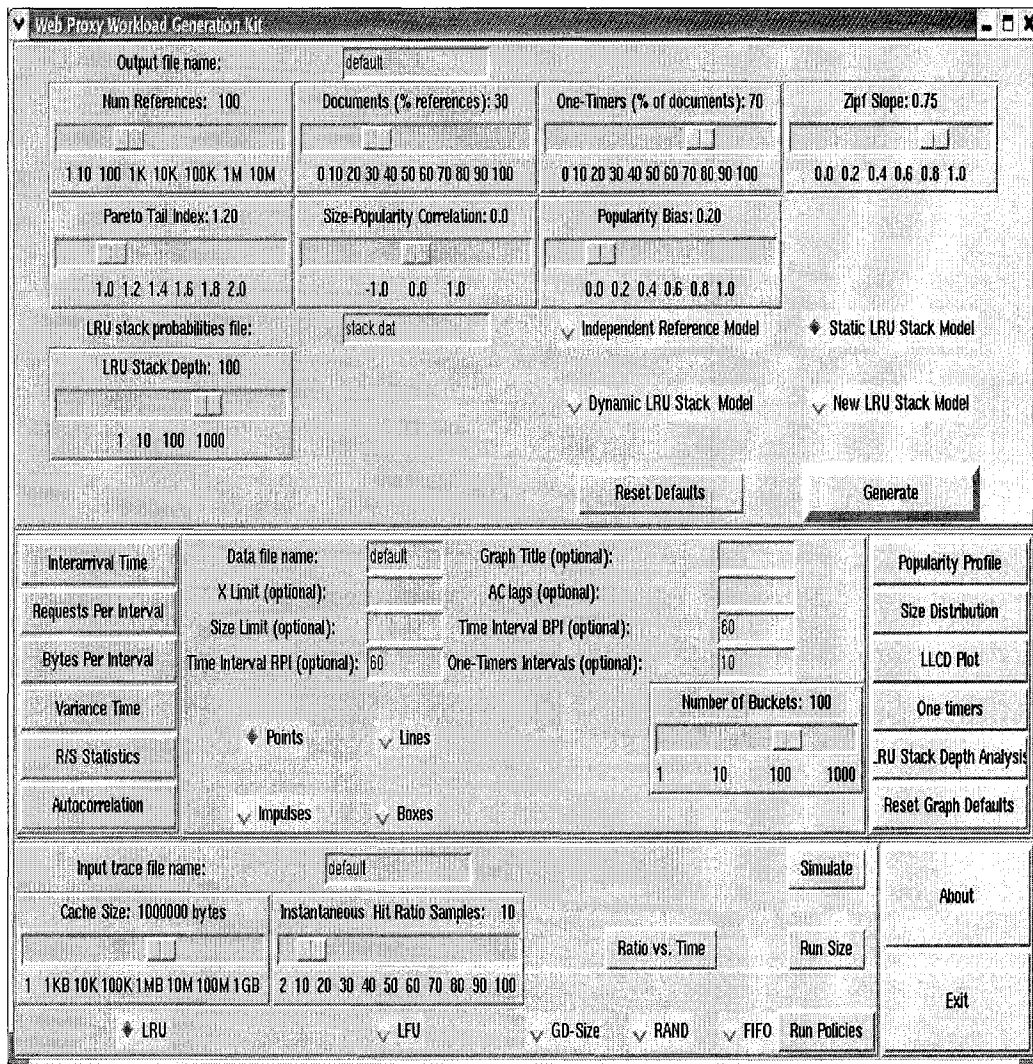 Web Proxy Workload Generation Kit
Output file name: default
Num References: 100 Documents (% references): 30 One-Timers (% of documents): 70 Zipf Slope: 0.75
1 10 100 1K 10K 100K 1M 10M 0 10 20 30 40 50 60 70 80 90 100 0 10 20 30 40 50 60 70 80 90 100 0.0 0.2 0.4 0.6 0.8 1.0
Pareto Tail Index: 1.20 Size-Popularity Correlation: 0.0 Popularity Bias: 0.20
1.0 1.2 1.4 1.6 1.8 2.0 -1.0 0.0 1.0 0.0 0.2 0.4 0.6 0.8 1.0
LRU stack probabilities file: stack.dat Independent Reference Model Static LRU Stack Model
LRU Stack Depth: 100
Dynamic LRU Stack Model New LRU Stack Model
1 10 100 1000
Reset Defaults Generate
Interarrival Time Data file name: default Graph Title (optional): Popularity Profile
X Limit (optional): AC lags (optional):
Requests Per Interval Size Distribution
Size Limit (optional): Time Interval BPI (optional): 60
Bytes Per Interval Time Interval RPI (optional): 60 One-Timers Intervals (optional): 10 LLCD Plot
Variance Time Number of Buckets: 100 One timers
Points Lines
R/S Statistics .RU Stack Depth Analysis
1 10 100 1000
Autocorrelation Impulses Boxes Reset Graph Defaults
Input trace file name: default Simulate
About
Cache Size: 1000000 bytes Instantaneous Hit Ratio Samples: 10
Ratio vs. Time Run Size
1 1KB 10K 100K 1MB 10M 100M 1GB 2 10 20 30 40 50 60 70 80 90 100
Exit
LRU LFU GD-Size RAND FIFO Run Policies